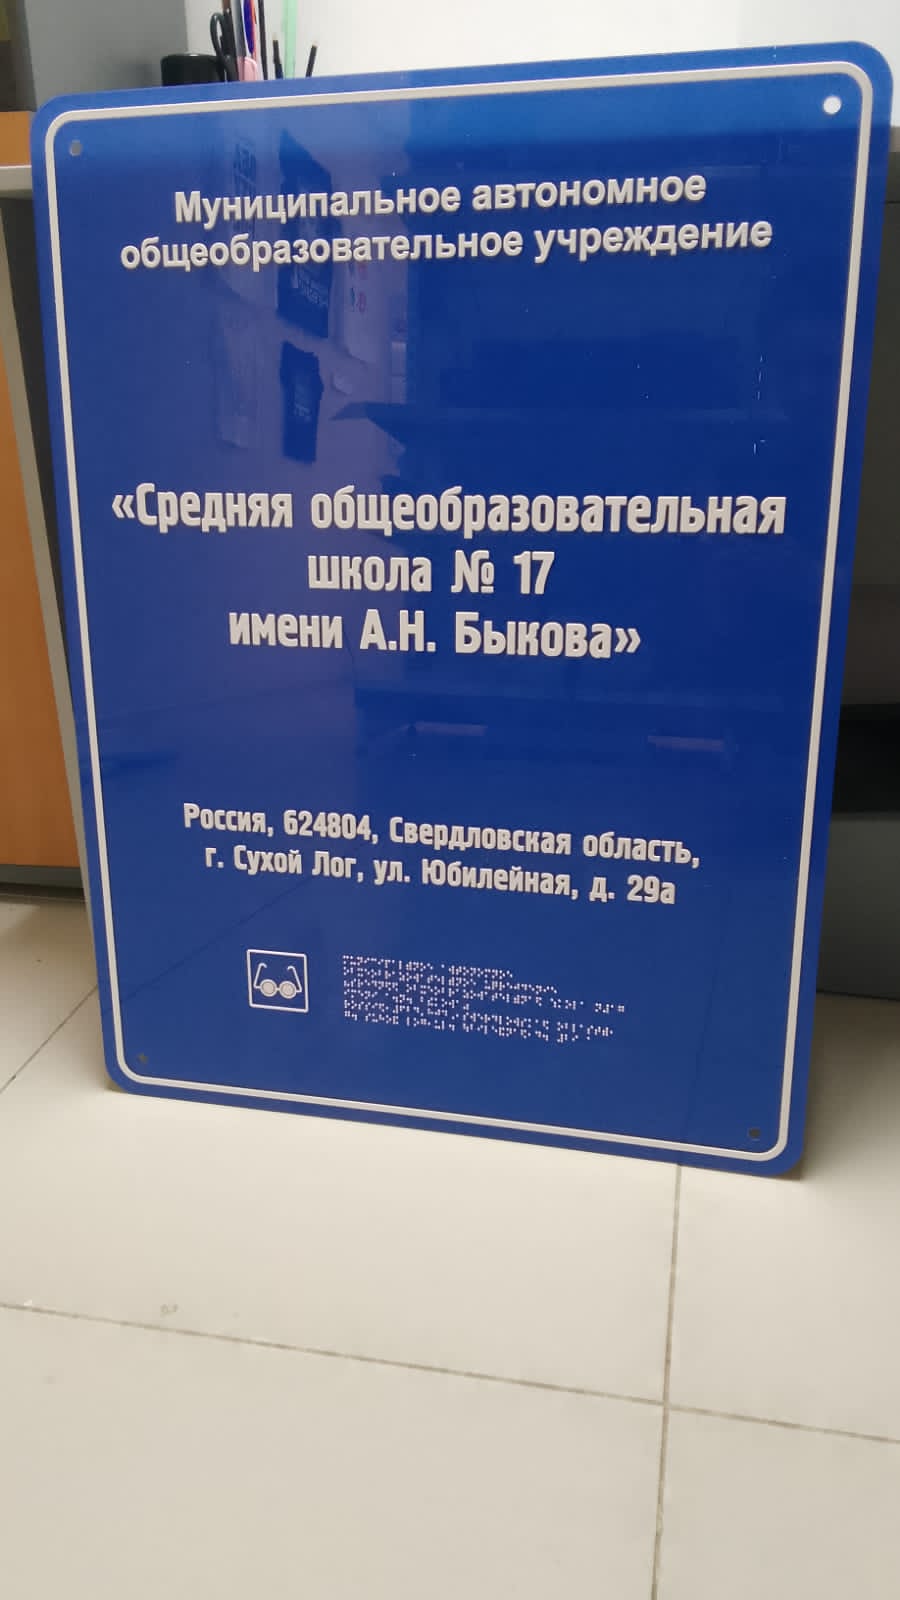 Муниципальное автономное
общеобразовательное учреждение
«Средняя общеобразовательная
школа № 17
имени А.Н. Быкова»
Россия, 624804, Свердловская область,
г. Сухой Лог, ул. Юбилейная, д. 29а